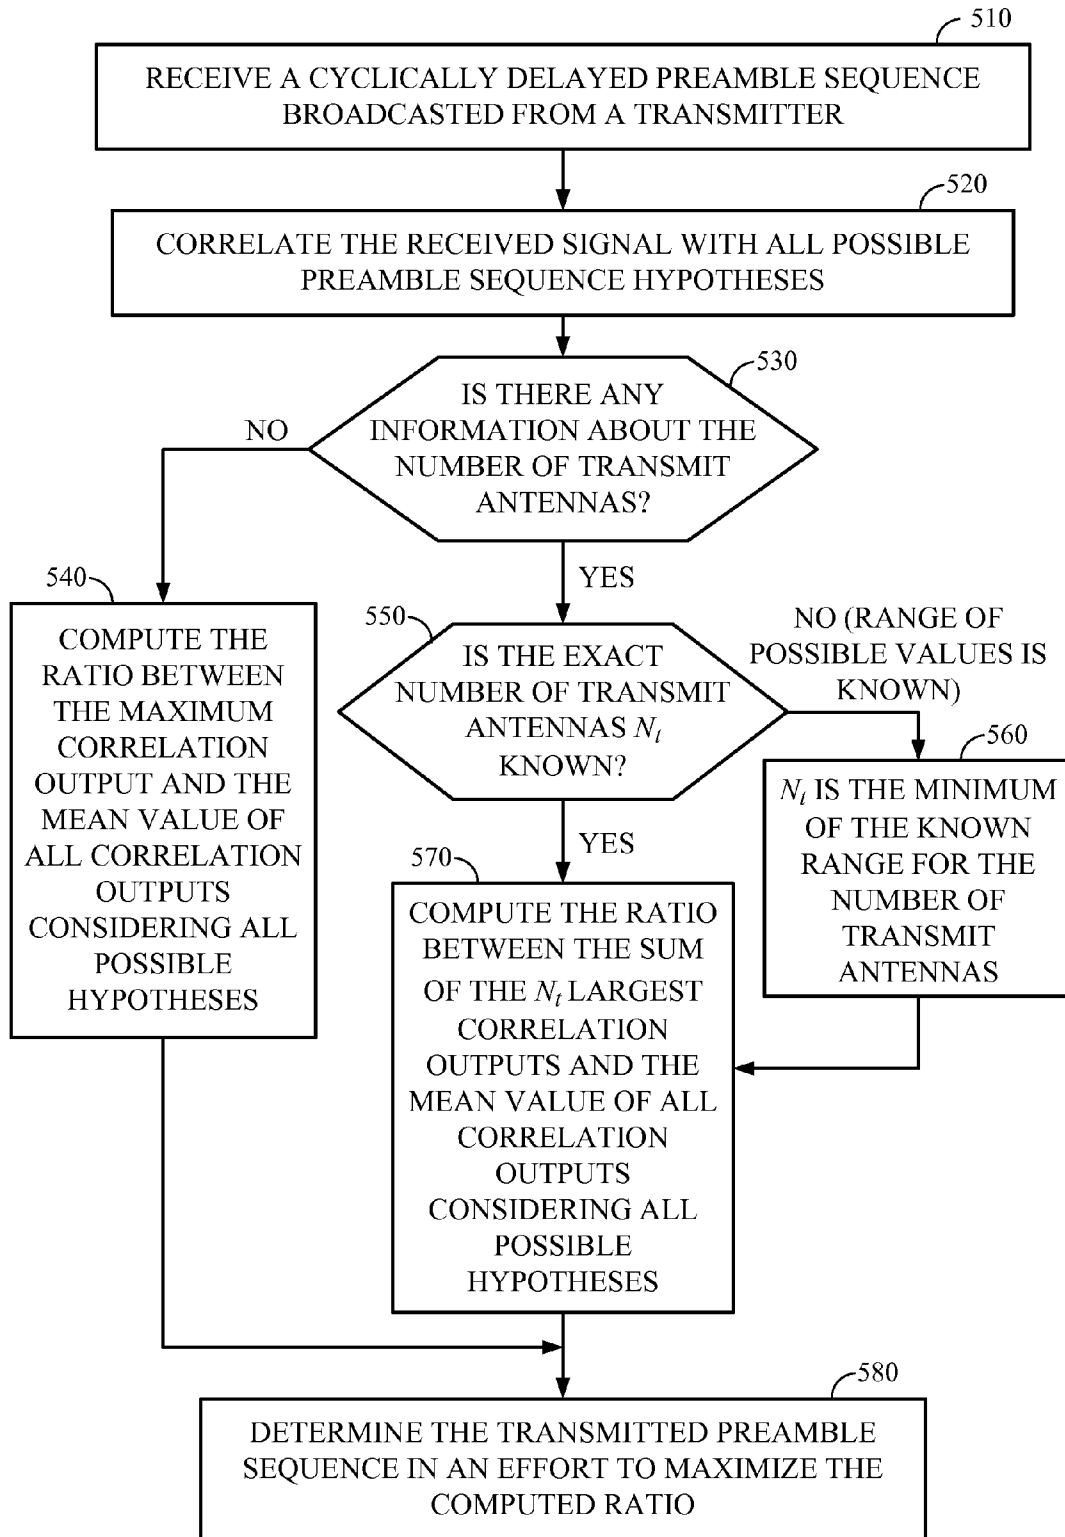 510
RECEIVE A CYCLICALLY DELAYED PREAMBLE SEQUENCE
BROADCASTED FROM A TRANSMITTER
520
CORRELATE THE RECEIVED SIGNAL WITH ALL POSSIBLE
PREAMBLE SEQUENCE HYPOTHESES
530
IS THERE ANY
INFORMATION ABOUT THE
NUMBER OF TRANSMIT
ANTENNAS?
NO
YES
540
COMPUTE THE
RATIO BETWEEN
THE MAXIMUM
CORRELATION
OUTPUT AND THE
MEAN VALUE OF
ALL CORRELATION
OUTPUTS
CONSIDERING ALL
POSSIBLE
HYPOTHESES
550
IS THE EXACT
NUMBER OF TRANSMIT
ANTENNAS Nt
KNOWN?
NO (RANGE OF
POSSIBLE VALUES IS
KNOWN)
YES
560
Nt IS THE MINIMUM
OF THE KNOWN
RANGE FOR THE
NUMBER OF
TRANSMIT
ANTENNAS
570
COMPUTE THE RATIO
BETWEEN THE SUM
OF THE Nt LARGEST
CORRELATION
OUTPUTS AND THE
MEAN VALUE OF ALL
CORRELATION
OUTPUTS
CONSIDERING ALL
POSSIBLE
HYPOTHESES
580
DETERMINE THE TRANSMITTED PREAMBLE
SEQUENCE IN AN EFFORT TO MAXIMIZE THE
COMPUTED RATIO